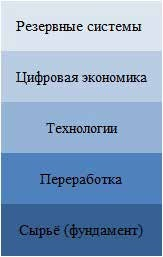 Резервные системы
Цифровая экономика
Технологии
Переработка
Сырьё (фундамент)